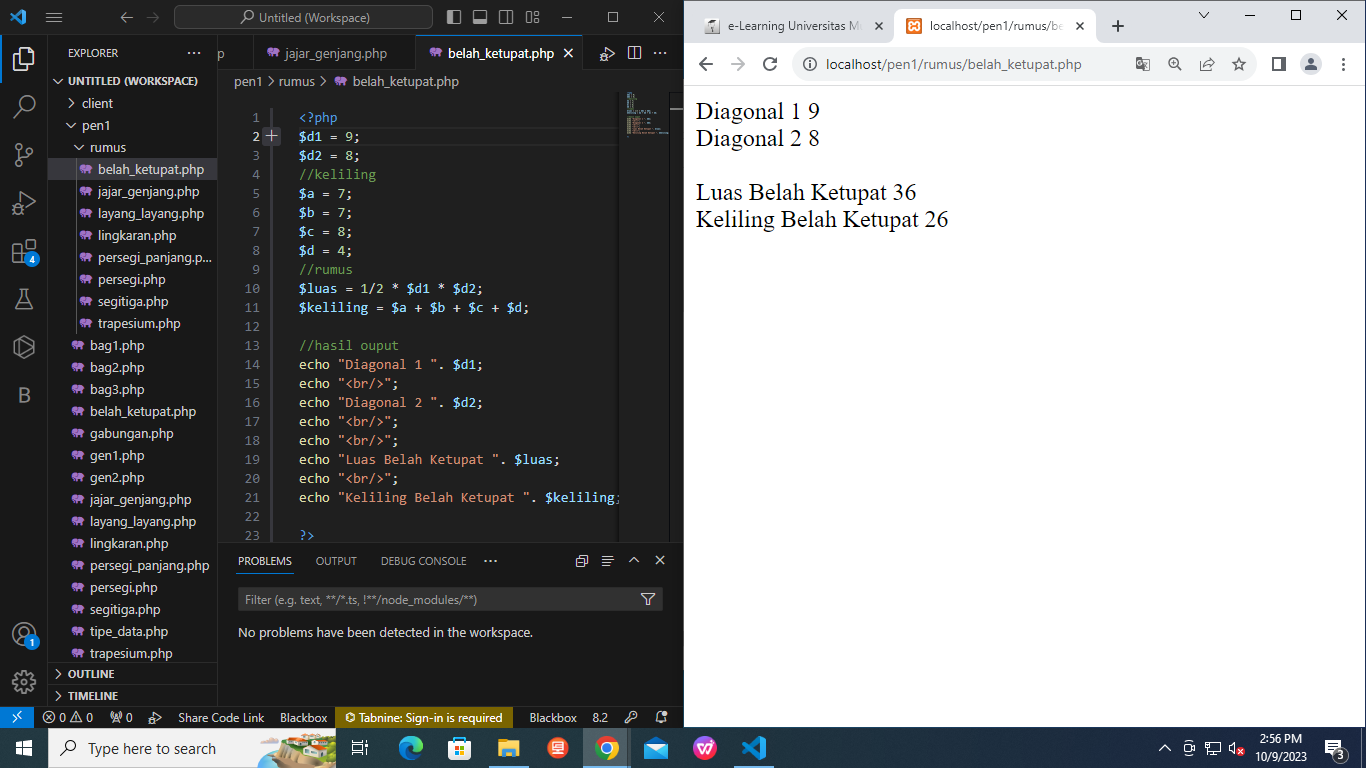 Untitled (Workspace)
EXPLORER
UNTITLED (WORKSPACE)
client
pen1
rumus
belah_ketupat.php
jajar_genjang.php
layang_layang.php
lingkaran.php
persegi_panjang.p...
persegi.php
segitiga.php
trapesium.php
bag1.php
bag2.php
bag3.php
belah_ketupat.php
gabungan.php
gen1.php
gen2.php
jajar_genjang.php
layang_layang.php
lingkaran.php
persegi_panjang.php
persegi.php
segitiga.php
tipe_data.php
trapesium.php
OUTLINE
TIMELINE
4
B
1
p jajar_genjang.php belah_ketupat.php
pen1 > rumus > belah_ketupat.php
1 <?php
2 $d1 = 9;
3 $d2 = 8;
4 //keliling
5 $a = 7;
6 $b = 7;
7 $c = 8;
8 $d = 4;
9 //rumus
10 $luas = 1/2 * $d1 * $d2;
11 $keliling = $a + $b + $c + $d;
12
13 //hasil ouput
14 echo "Diagonal 1 ". $d1;
15 echo "<br/>";
16 echo "Diagonal 2 ". $d2;
17 echo "<br/>";
18 echo "<br/>";
19 echo "Luas Belah Ketupat ". $luas;
20 echo "<br/>";
21 echo "Keliling Belah Ketupat ". $keliling;
22
23 ?>
PROBLEMS OUTPUT DEBUG CONSOLE
Filter (e.g. text, **/*.ts, !**/node_modules/**)
No problems have been detected in the workspace.
0 0 0 Share Code Link Blackbox Tabnine: Sign-in is required Blackbox 8.2
e-Learning Universitas M localhost/pen1/rumus/be
localhost/pen1/rumus/belah_ketupat.php
Diagonal 1 9
Diagonal 2 8
Luas Belah Ketupat 36
Keliling Belah Ketupat 26
Type here to search
2:56 PM
10/9/2023
3